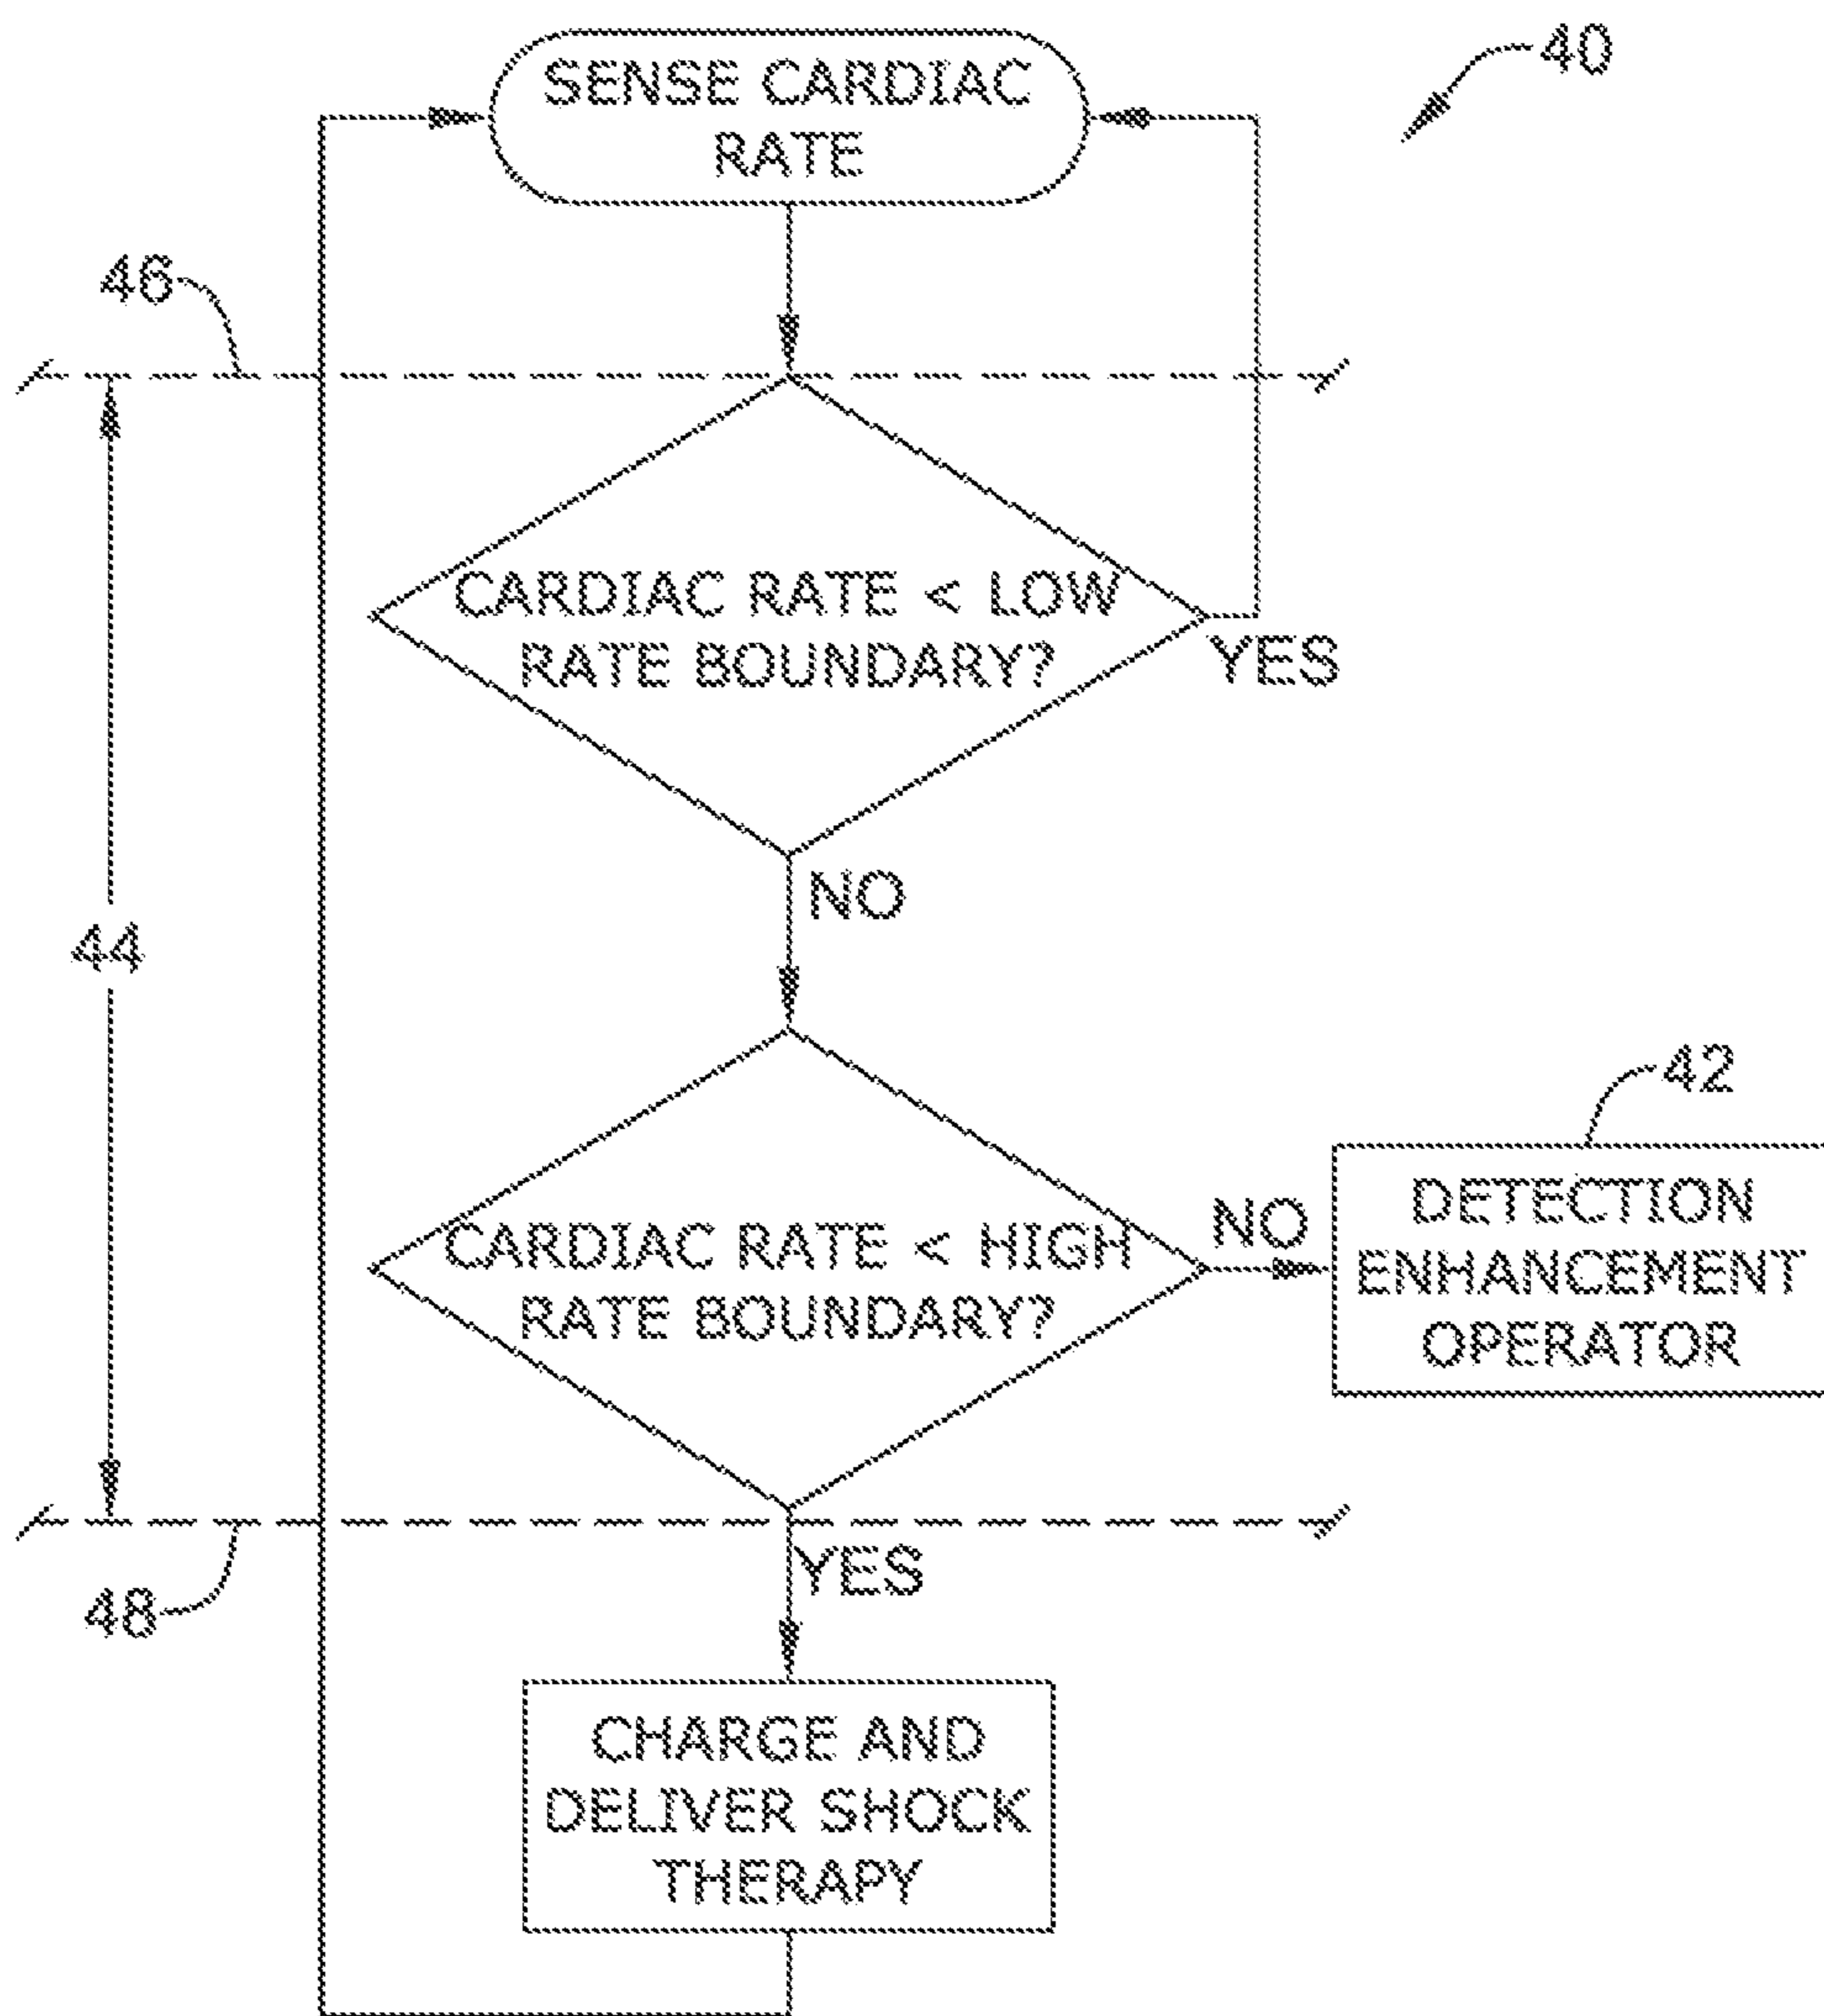 40
SENSE CARDIAC
RATE
46
CARDIAC RATE < LOW
RATE BOUNDARY?
YES
NO
44
42
DETECTION
ENHANCEMENT
OPERATOR
NO
CARDIAC RATE < HIGH
RATE BOUNDARY?
YES
48
CHARGE AND
DELIVER SHOCK
THERAPY